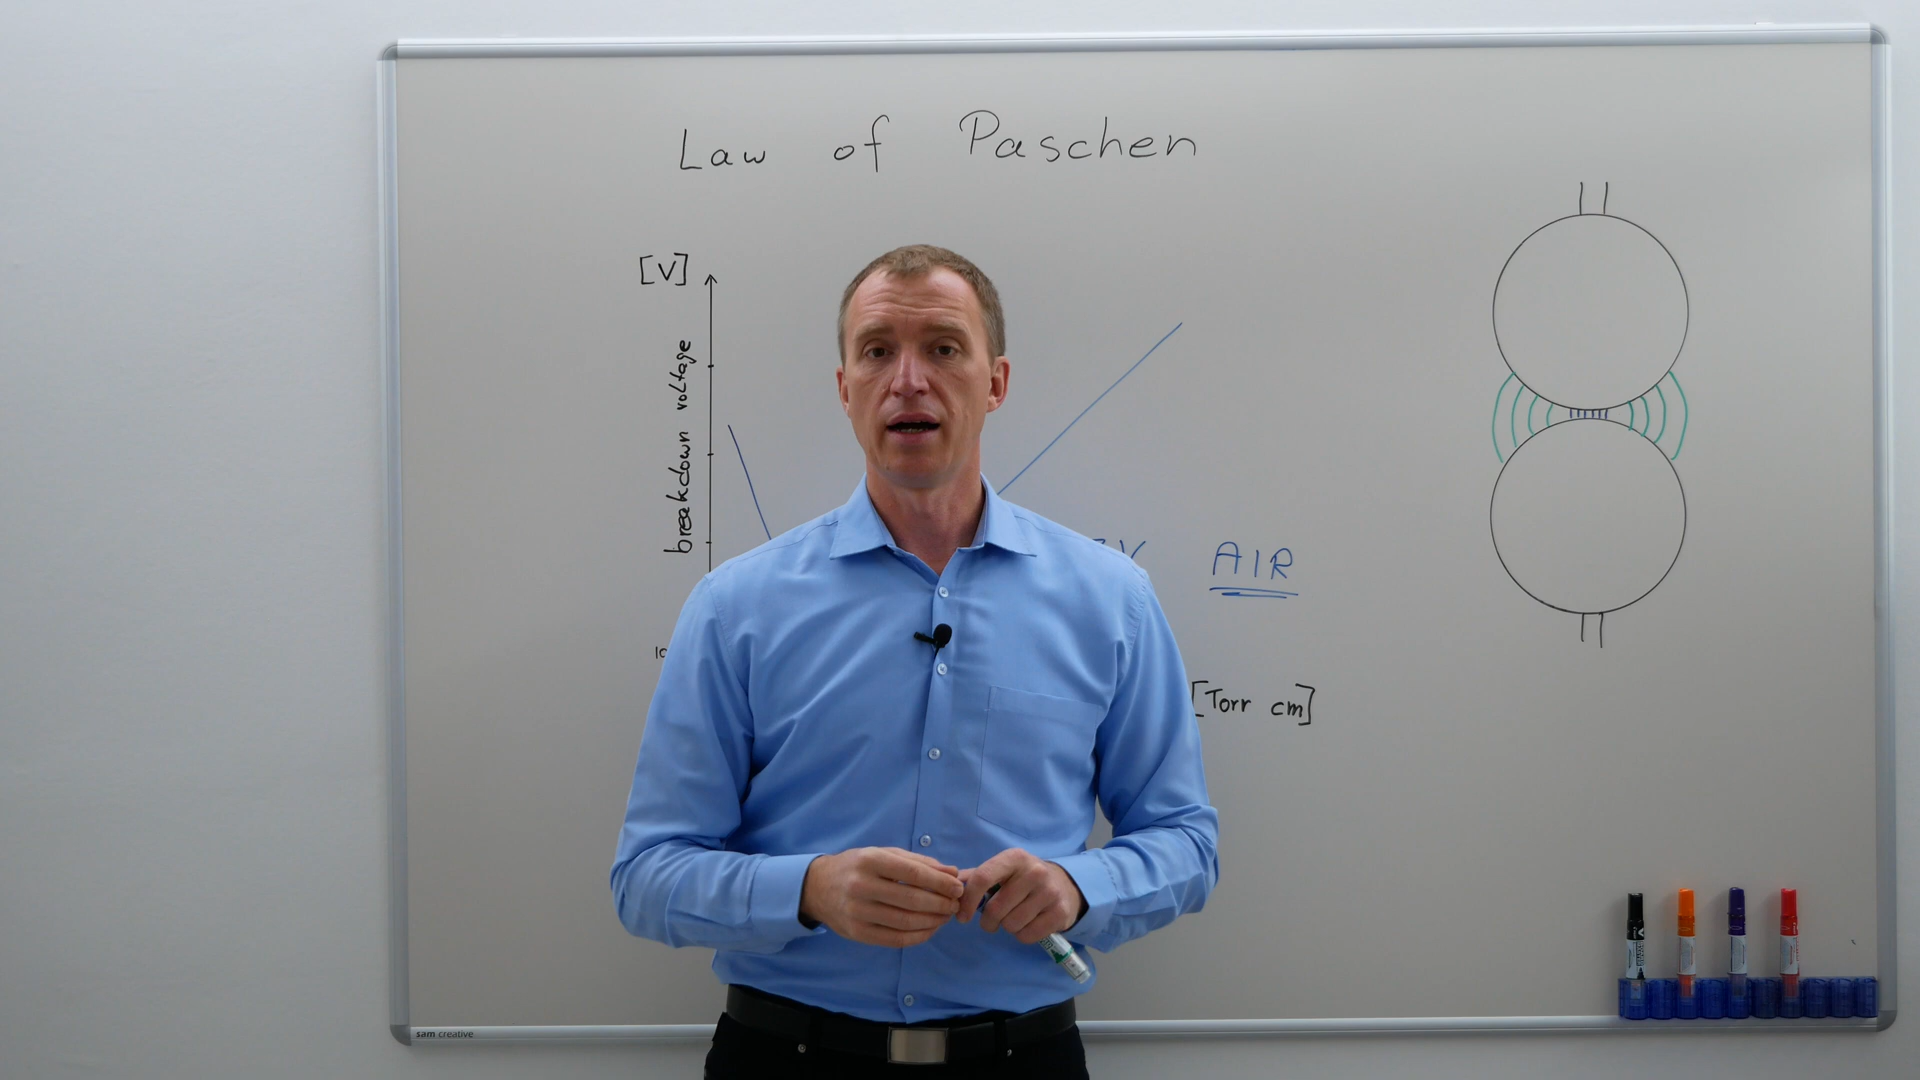 Law of Paschen
[V]
breakdown voltage
AIR
[Torr cm]
sam creative